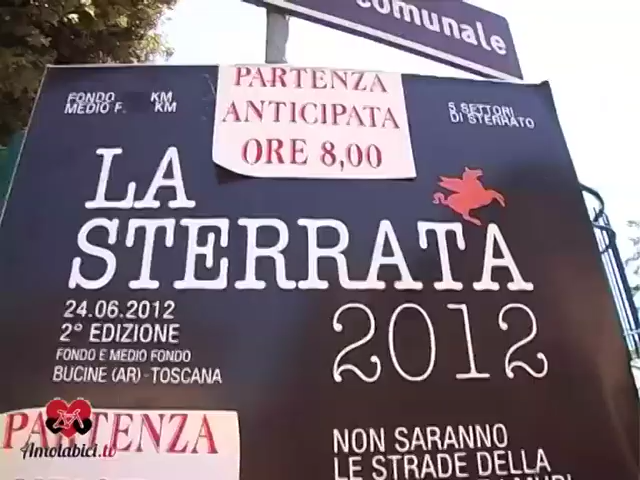 comunale
PARTENZA
ANTICIPATA
ORE 8,00
FONDO KM
MEDIO F. KM
5 SETTORI
DI STERRATO
LA
STERRATA
2012
24.06.2012
2° EDIZIONE
FONDO E MEDIO FONDO
BUCINE (AR) - TOSCANA
PARTENZA
Amolabici.tv
NON SARANNO
LE STRADE DELLA